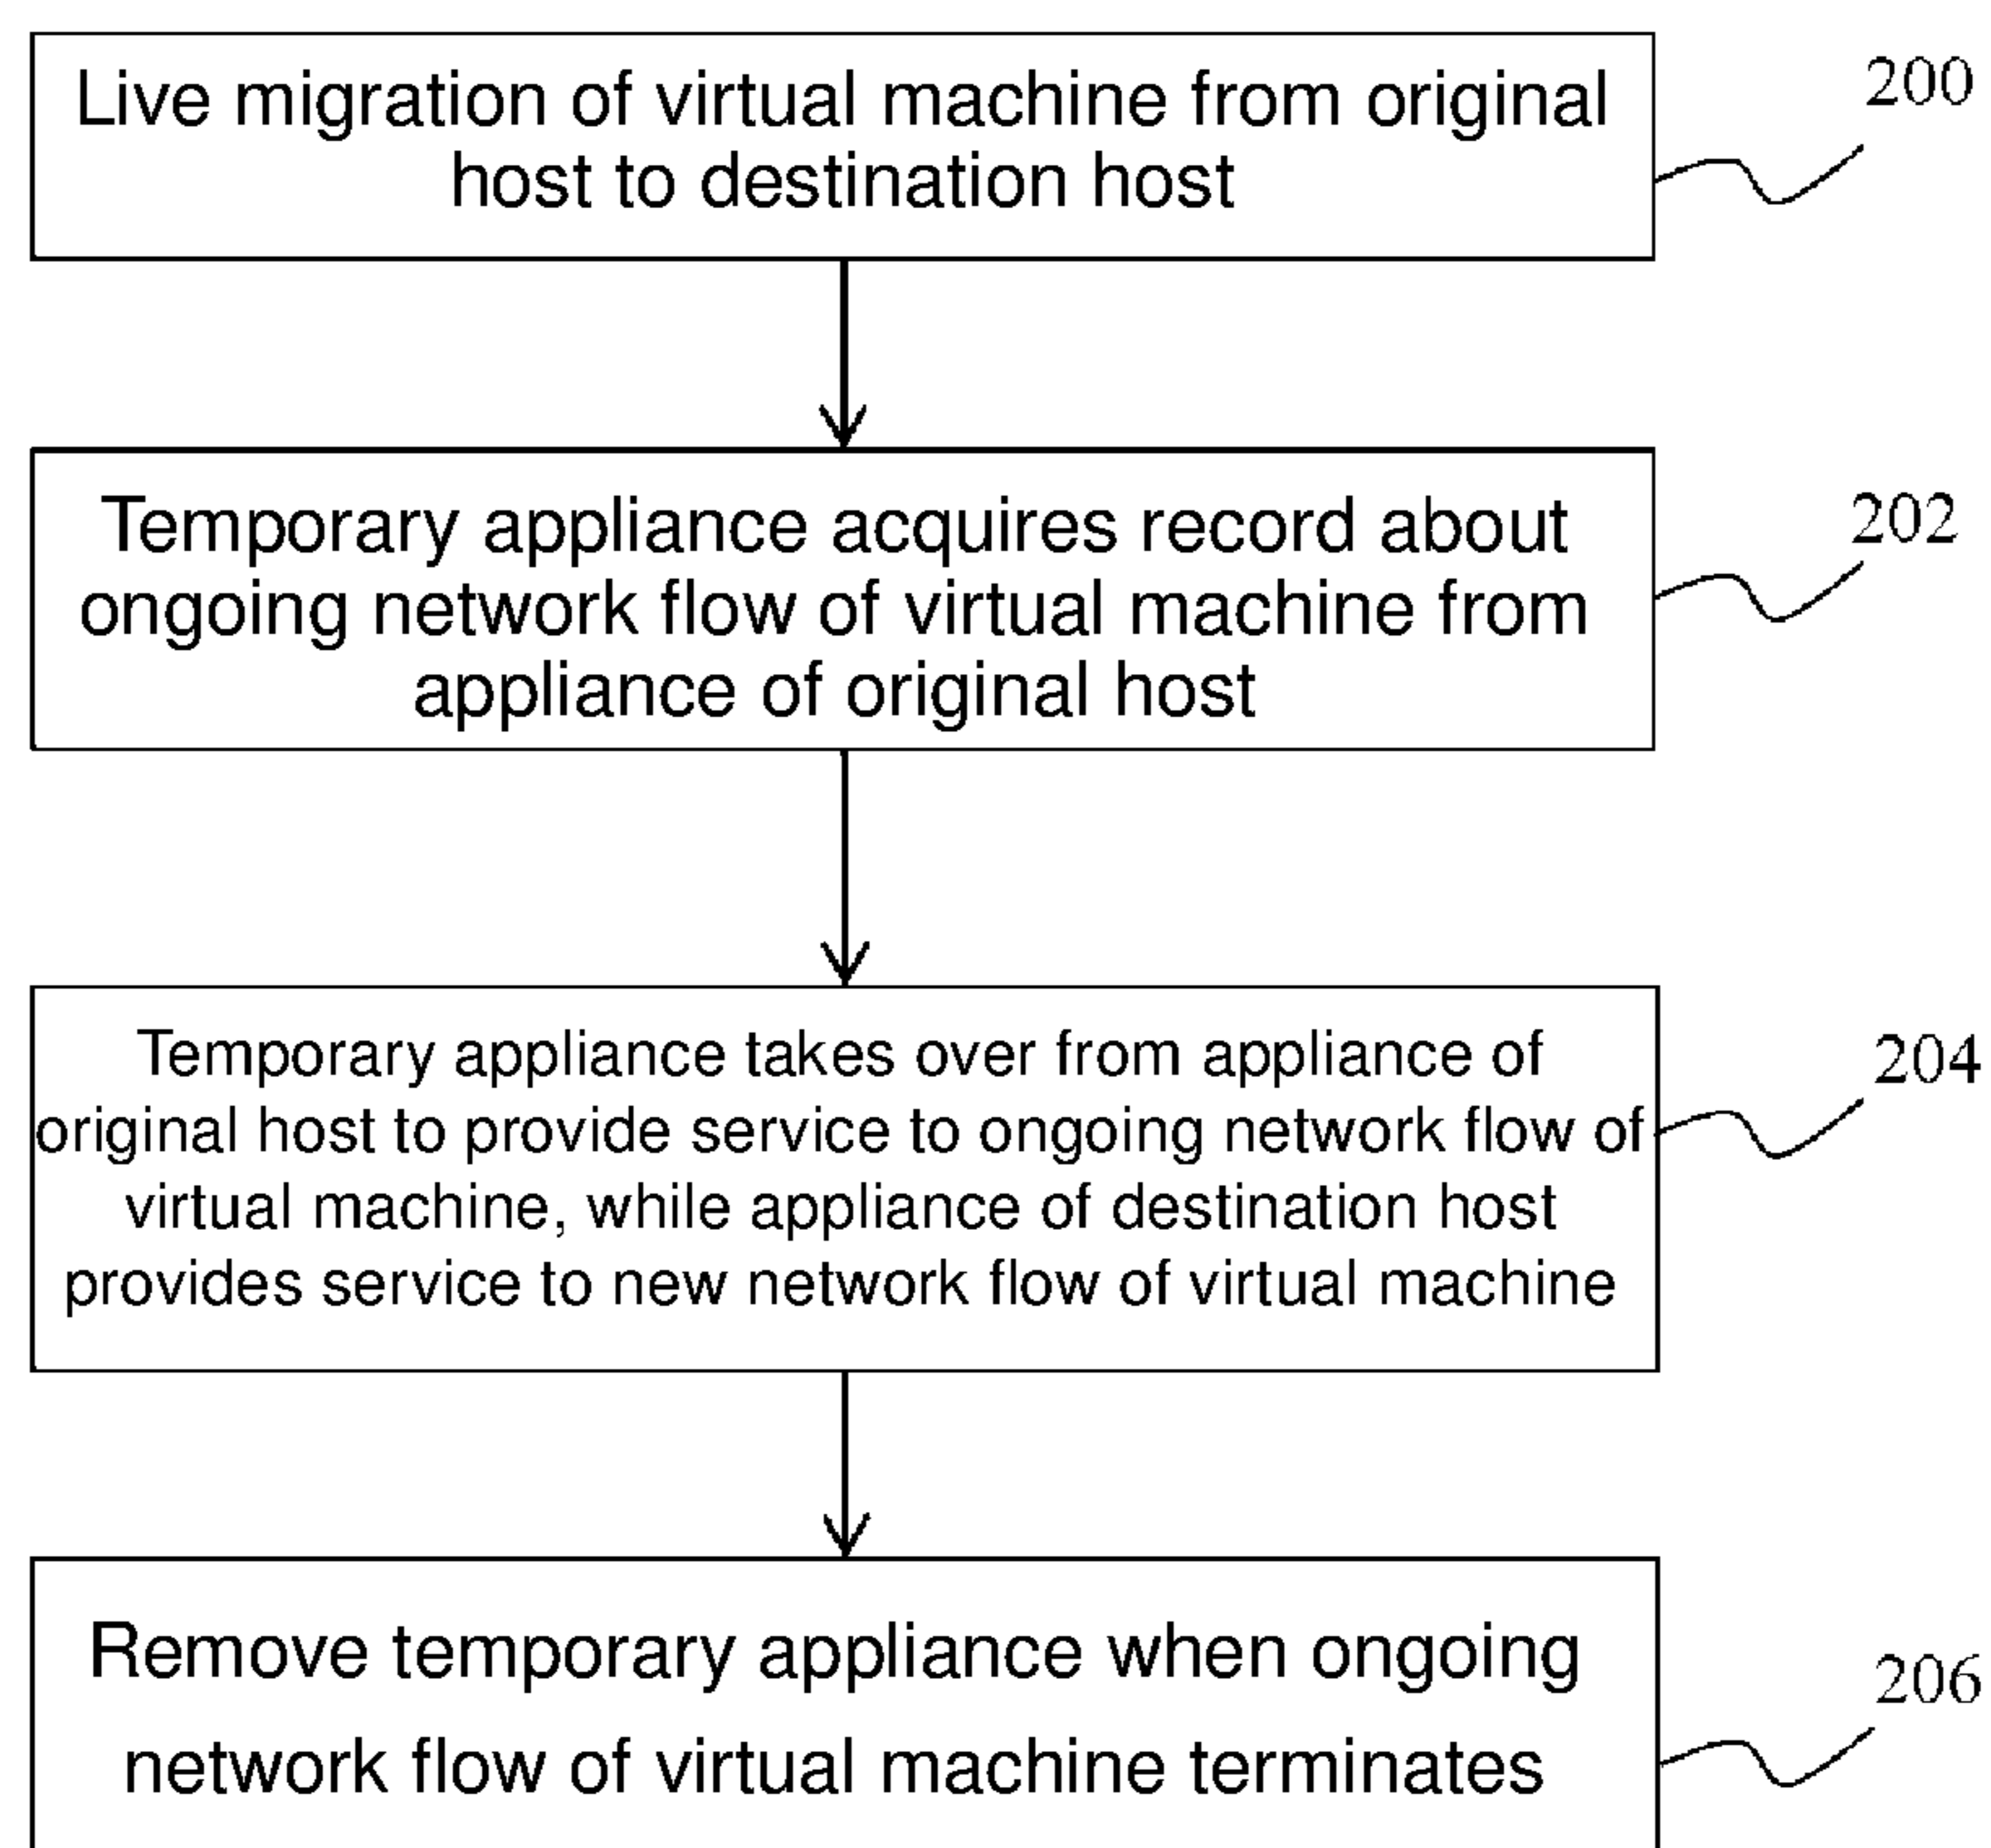 Live migration of virtual machine from original
host to destination host
200
Temporary appliance acquires record about
ongoing network flow of virtual machine from
appliance of original host
202
Temporary appliance takes over from appliance of
original host to provide service to ongoing network flow of
virtual machine, while appliance of destination host
provides service to new network flow of virtual machine
204
Remove temporary appliance when ongoing
network flow of virtual machine terminates
206